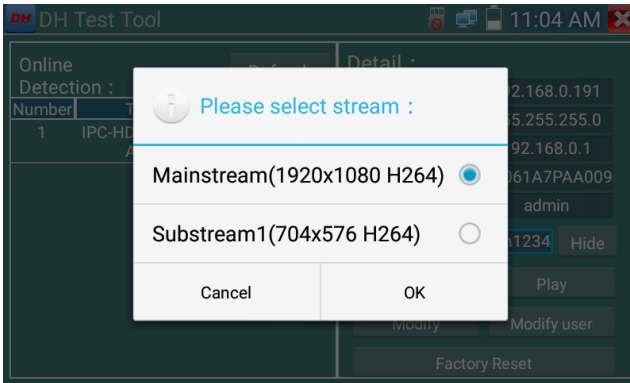 DH DH Test Tool
11:04 AM
Online
Detection :
Detail :
Number
1 IPC-HD
2.168.0.191
55.255.255.0
92.168.0.1
061A7PAA009
admin
1234 Hide
Please select stream :
Mainstream(1920x1080 H264)
Substream1(704x576 H264)
Cancel OK
Play
Modify Modify user
Factory Reset